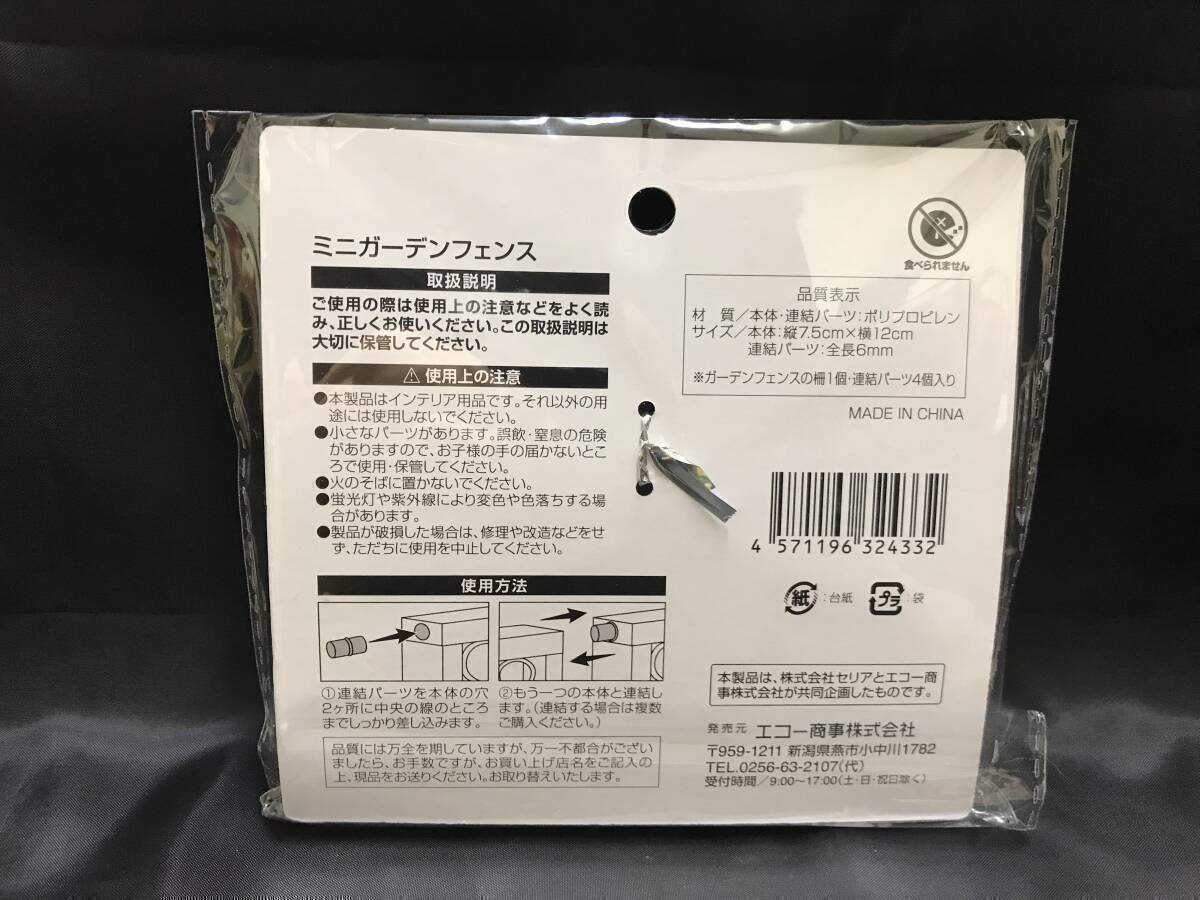 ミニガーデンフェンス
取扱説明
ご使用の際は使用上の注意などをよく読
み、正しくお使いください。この取扱説明は
大切に保管してください。
⚠ 使用上の注意
●本製品はインテリア用品です。それ以外の用
途には使用しないでください。
●小さなパーツがあります。誤飲・窒息の危険
がありますので、お子様の手の届かないとこ
ろで使用・保管してください。
●火のそばに置かないでください。
●蛍光灯や紫外線により変色や色落ちする場
合があります。
●製品が破損した場合は、修理や改造などをせ
ず、ただちに使用を中止してください。
使用方法
①連結パーツを本体の穴
2ヶ所に中央の線のところ
までしっかり差し込みます。
②もう一つの本体と連結し
ます。(連結する場合は複数
ご購入ください。)
品質には万全を期していますが、万一不都合がござい
ましたら、お手数ですが、お買い上げ店名をご記入の
上、現品をお送りください。お取り替えいたします。
食べられません
品質表示
材 質/本体・連結パーツ:ポリプロピレン
サイズ/本体:縦7.5cm×横12cm
連結パーツ:全長6mm
※ガーデンフェンスの柵1個・連結パーツ4個入り
MADE IN CHINA
4 571196 324332
紙:台紙 プラ:袋
本製品は、株式会社セリアとエコー商
事株式会社が共同企画したものです。
発売元 エコー商事株式会社
〒959-1211 新潟県燕市小中川1782
TEL.0256-63-2107(代)
受付時間/9:00～17:00(土・日・祝日除く)